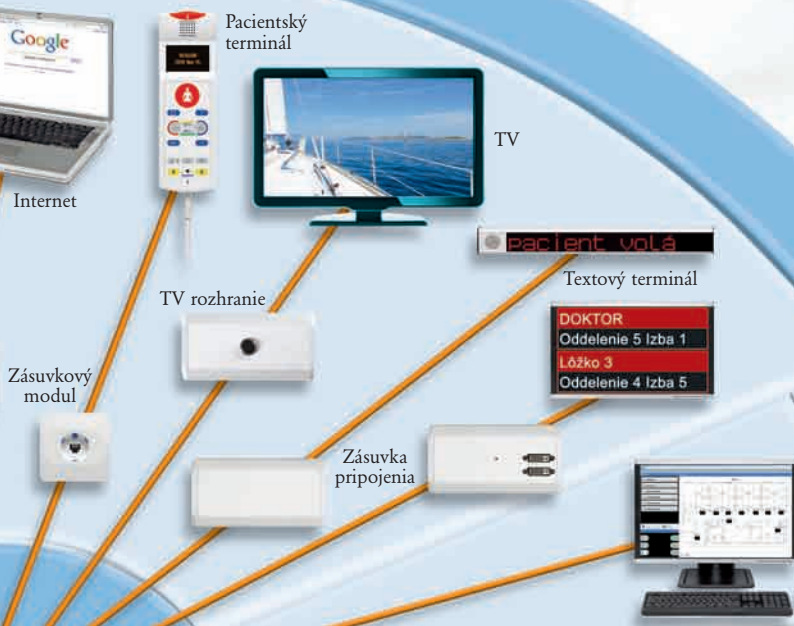 Google
Pacientský
terminál
TV
Internet
pacient volá
Textový terminál
TV rozhranie
DOKTOR
Oddelenie 5 Izba 1
Lôžko 3
Oddelenie 4 Izba 5
Zásuvkový
modul
Zásuvka
pripojenia